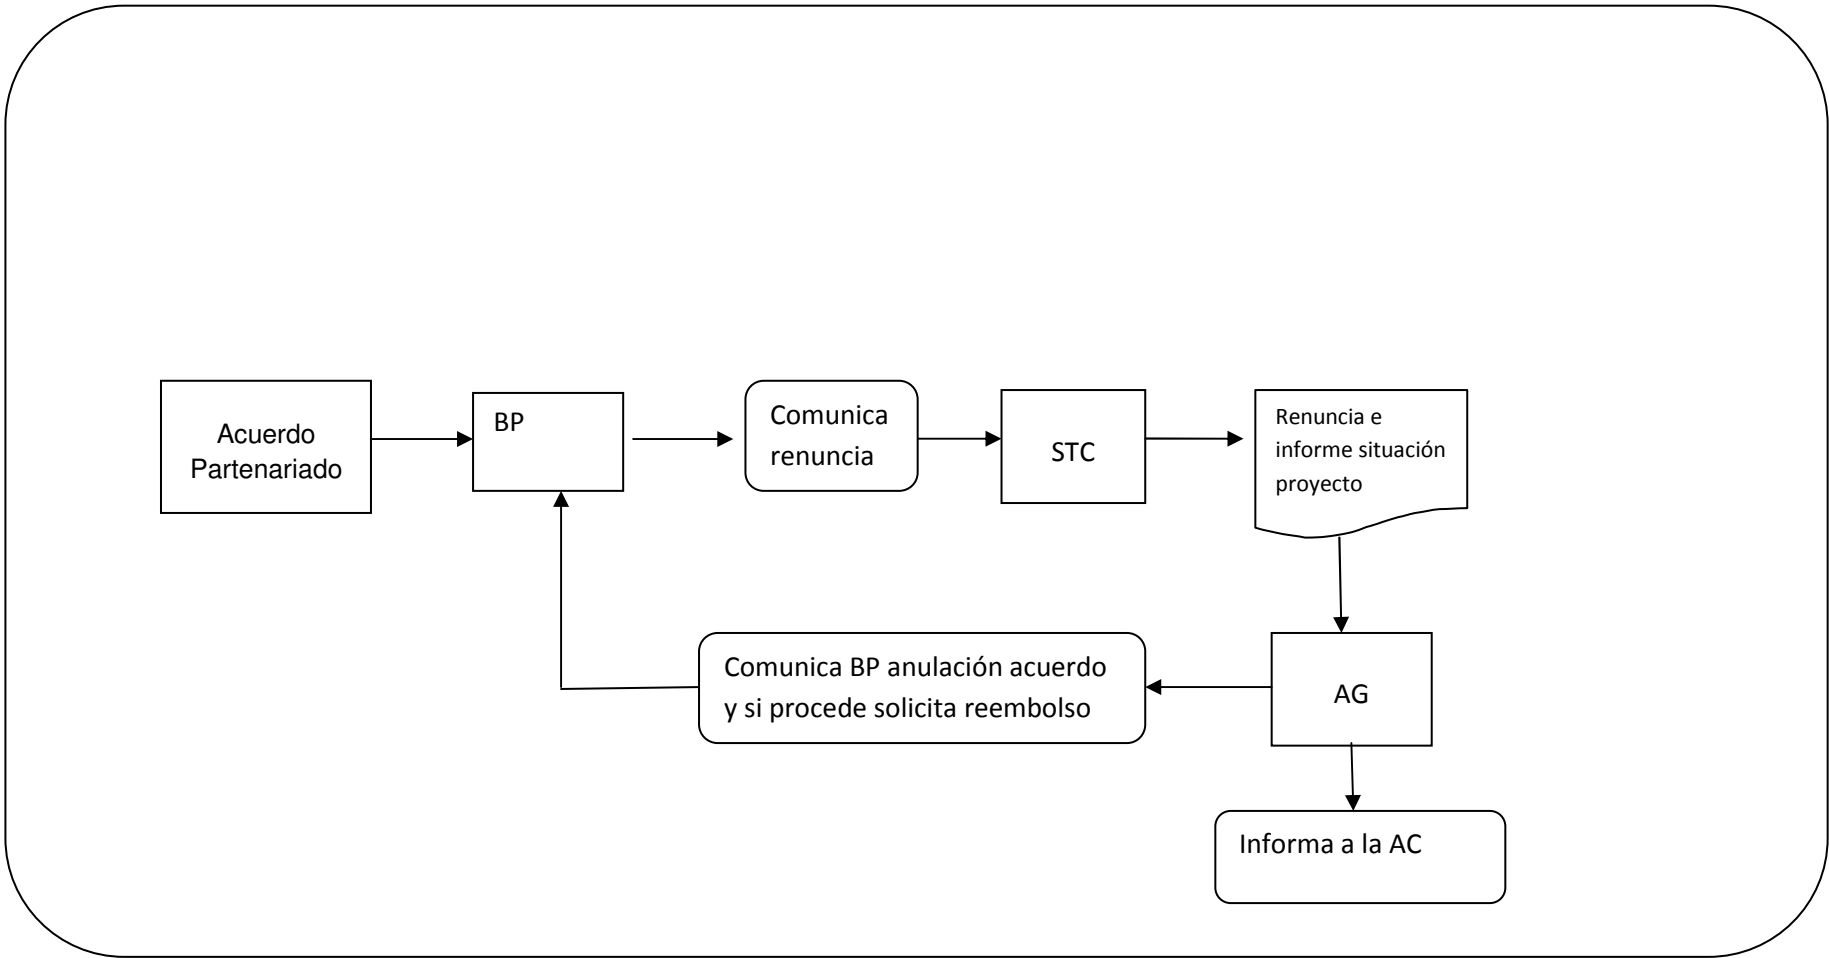 Acuerdo
Partenariado
BP
Comunica
renuncia
STC
Renuncia e
informe situación
proyecto
Comunica BP anulación acuerdo
y si procede solicita reembolso
AG
Informa a la AC